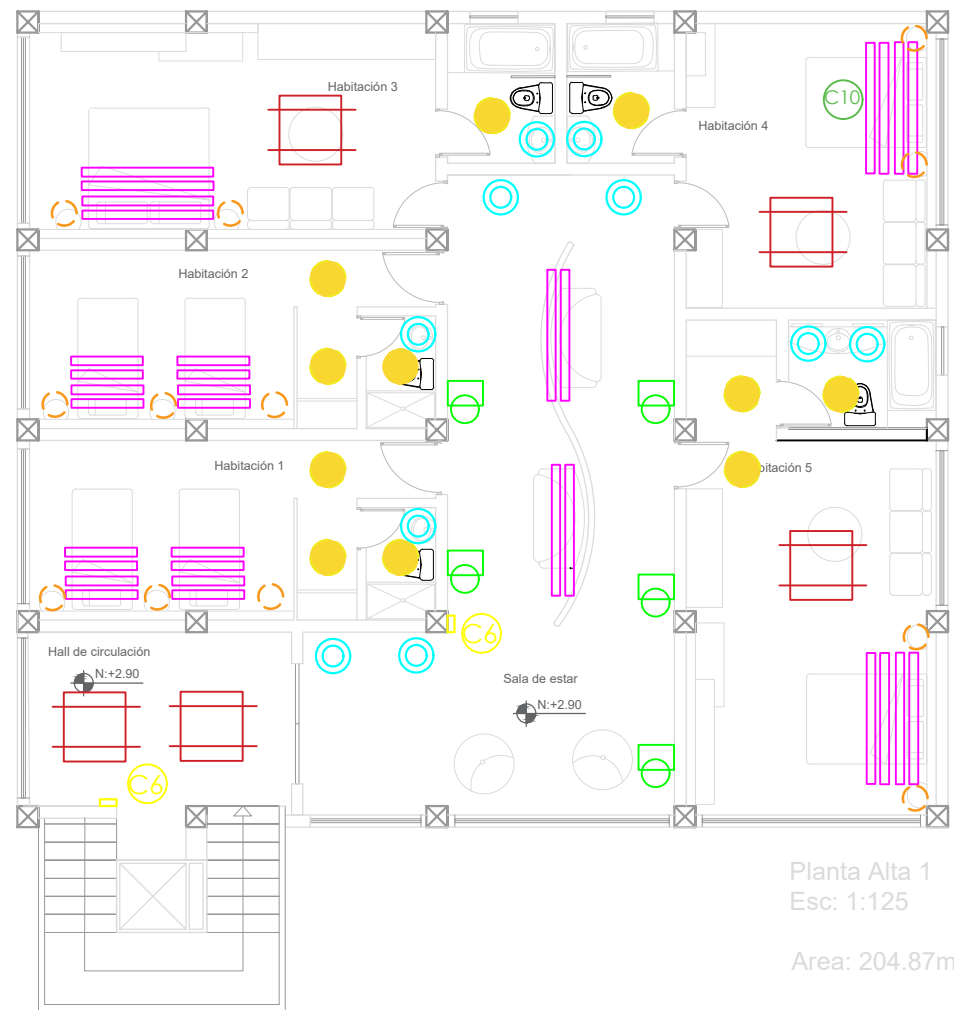 Habitación 3
C10
Habitación 4
Habitación 2
Habitación 1
bitación 5
C6
Hall de circulación
N:+2.90
Sala de estar
N:+2.90
C6
Planta Alta 1
Esc: 1:125
Area: 204.87m